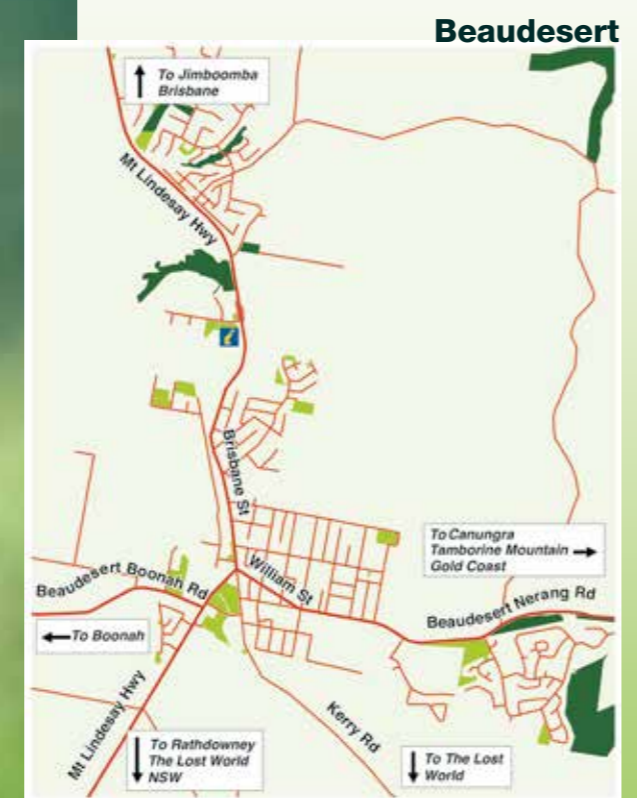 Beaudesert
To Jimboomba
Brisbane
Mt Lindesay Hwy
Brisbane St
To Canungra
Tamborine Mountain
Gold Coast
William St
Beaudesert Boonah Rd
Beaudesert Nerang Rd
To Boonah
Mt Lindesay Hwy
Kerry Rd
To Rathdowney
The Lost World
NSW
To The Lost
World